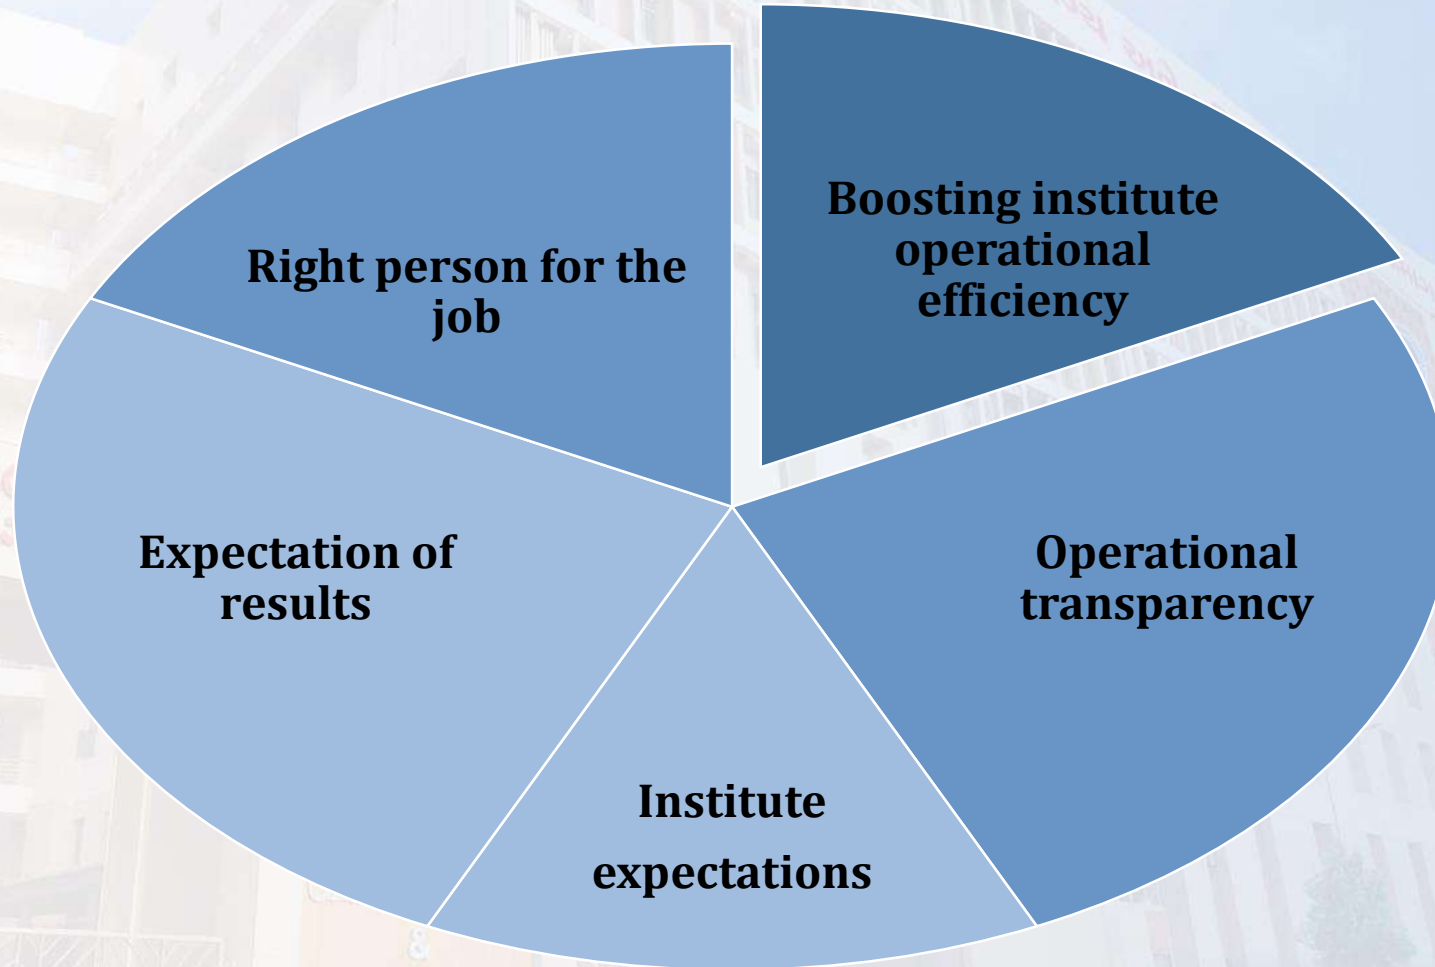 Boosting institute
operational
efficiency
Operational
transparency
Institute
expectations
Expectation of
results
Right person for the
job
&